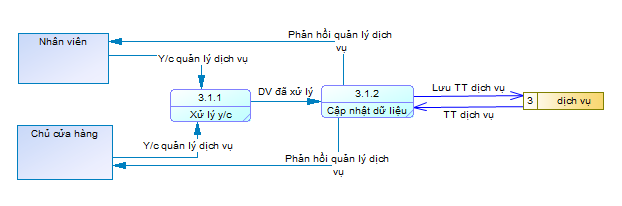 Phản hồi quản lý dịch
vụ
Nhân viên
Y/c quản lý dịch vụ
3.1.1
Xử lý y/c
DV đã xử lý
3.1.2
Cập nhật dữ liệu
Lưu TT dịch vụ
3 dịch vụ
TT dịch vụ
Chủ cửa hàng
Y/c quản lý dịch vụ
Phản hồi quản lý dịch
vụ